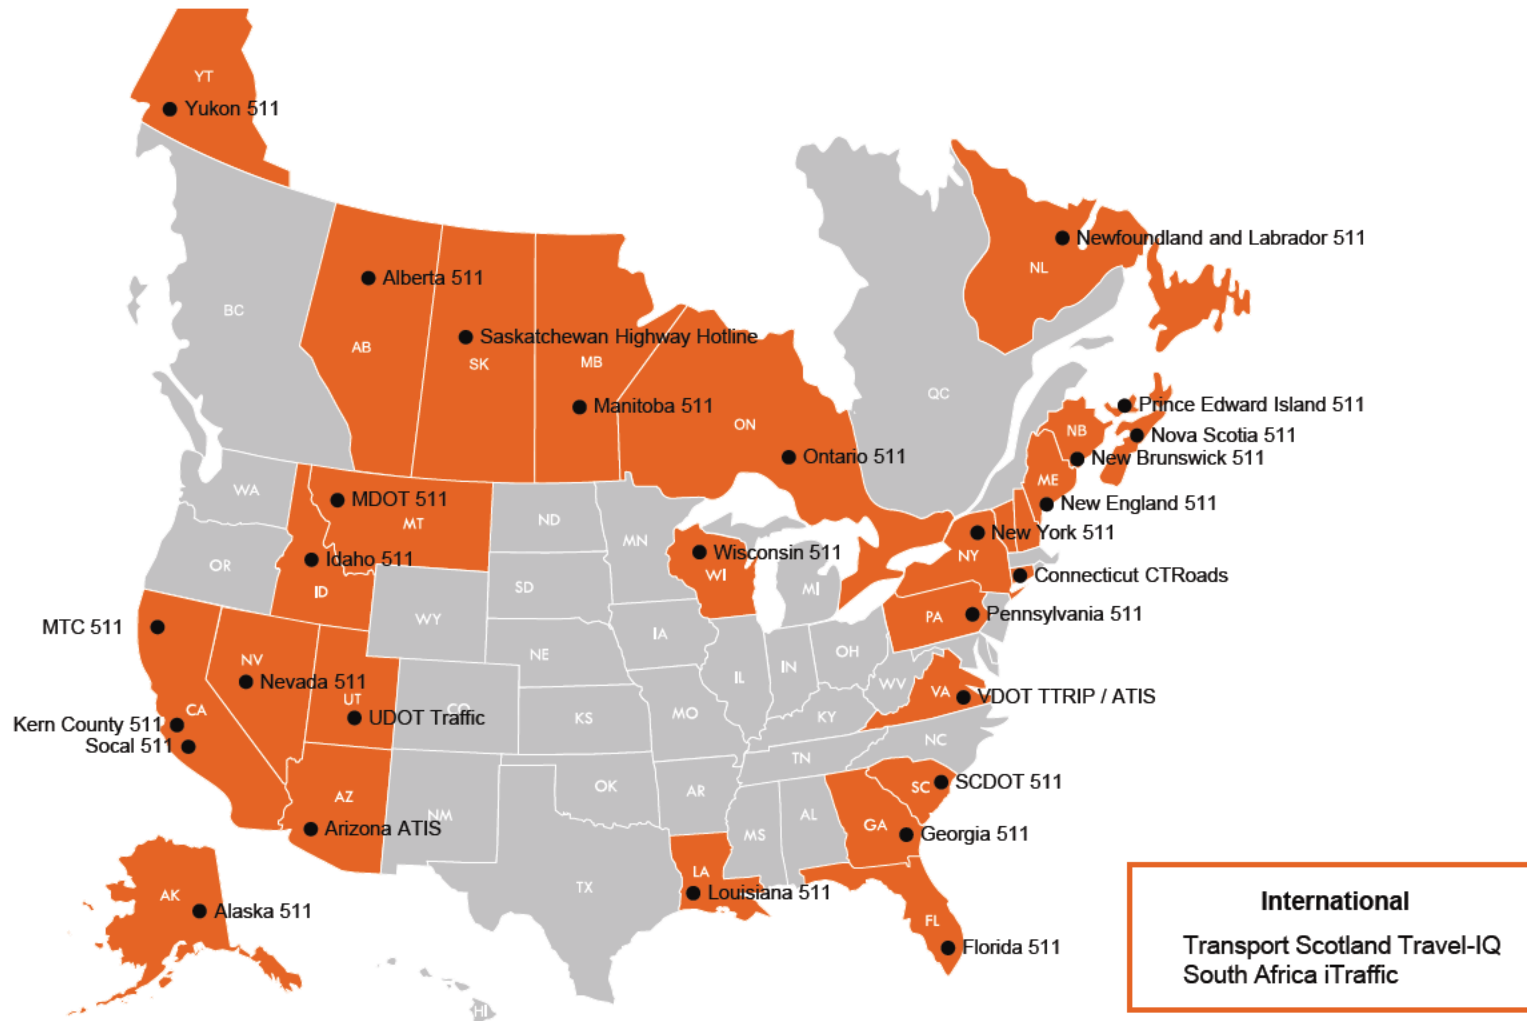 YT
Yukon 511
Newfoundland and Labrador 511
NL
Alberta 511
BC
Saskatchewan Highway Hotline
AB
SK
MB
QC
Manitoba 511
Prince Edward Island 511
ON
NB
Nova Scotia 511
Ontario 511
New Brunswick 511
ME
WA
MDOT 511
New England 511
MT
ND
New York 511
MN
Wisconsin 511
NY
Idaho 511
OR
WI
Connecticut CTRoads
ID
SD
MI
Pennsylvania 511
PA
WY
MTC 511
IA
NE
OH
NV
IN
IL
Nevada 511
WV
VA
VDOT TTRIP / ATIS
UT
CO
CA
MO
KY
UDOT Traffic
KS
Kern County 511
NC
Socal 511
TN
SCDOT 511
SC
OK
AR
AZ
NM
AL
GA
Arizona ATIS
MS
Georgia 511
LA
TX
Louisiana 511
AK
Alaska 511
FL
Florida 511
HI
International
Transport Scotland Travel-IQ
South Africa iTraffic